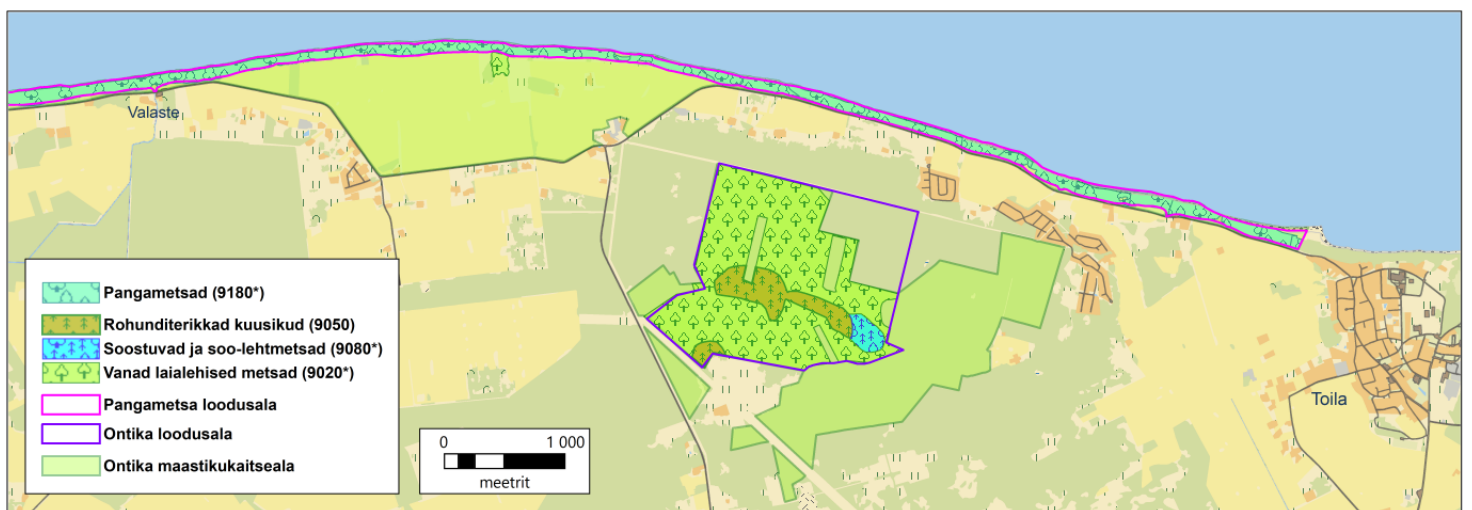 Valaste
Toila
Pangametsad (9180*)
Rohunditerikkad kuusikud (9050)
Soostuvad ja soo-lehtmetsad (9080*)
Vanad laialehised metsad (9020*)
Pangametsa loodusala
Ontika loodusala
Ontika maastikukaitseala
0 1 000
meetrit